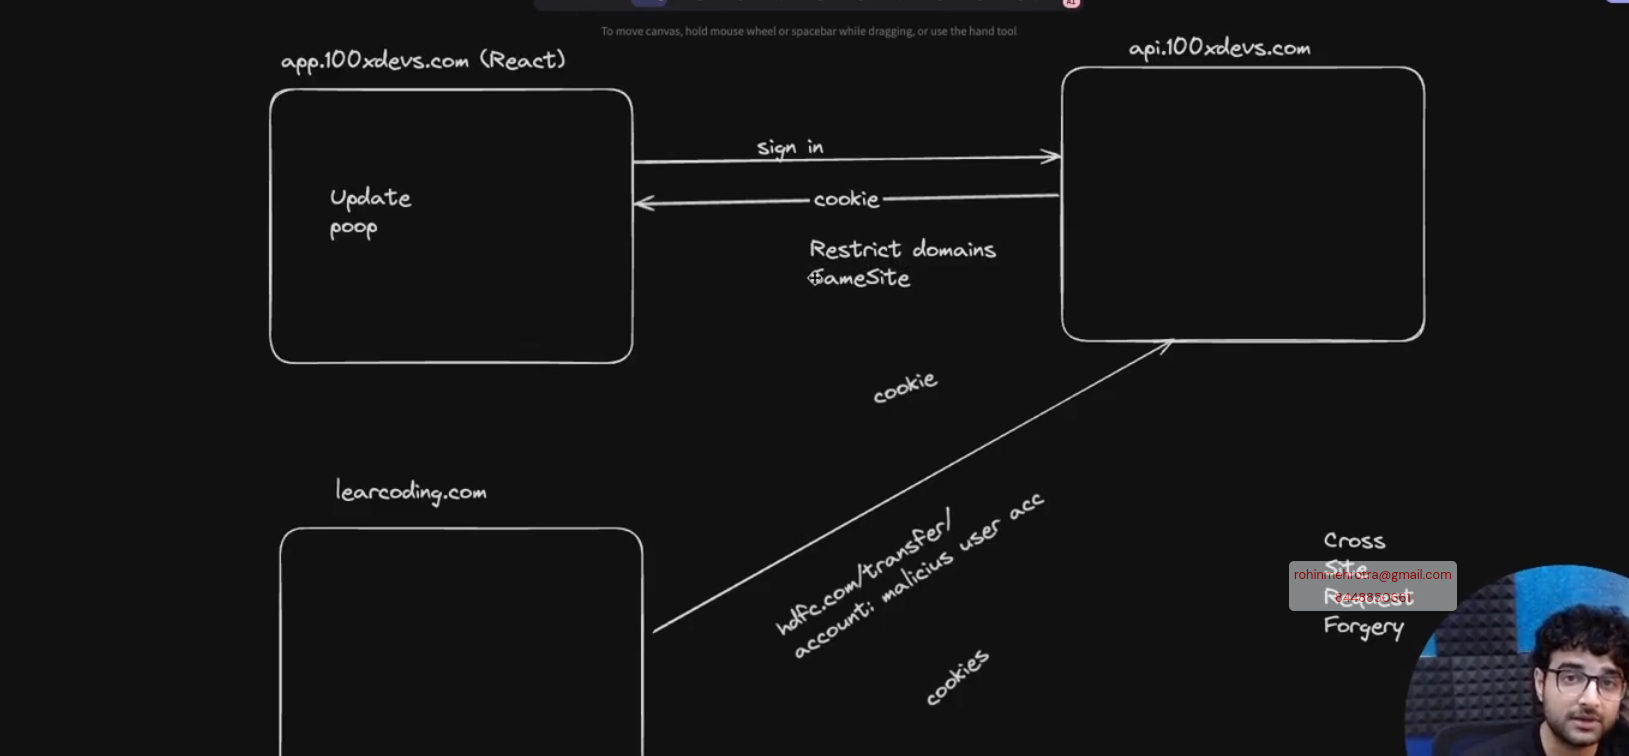 To move canvas, hold mouse wheel or spacebar while dragging, or use the hand tool
AI
app.100xdevs.com (React)
api.100xdevs.com
sign in
cookie
Update
poop
Restrict domains
SameSite
cookie
learcoding.com
hdfc.com/transfer/
account: malicius user acc
cookies
Cross
Site
Request
Forgery
rohinmehrotra@gmail.com